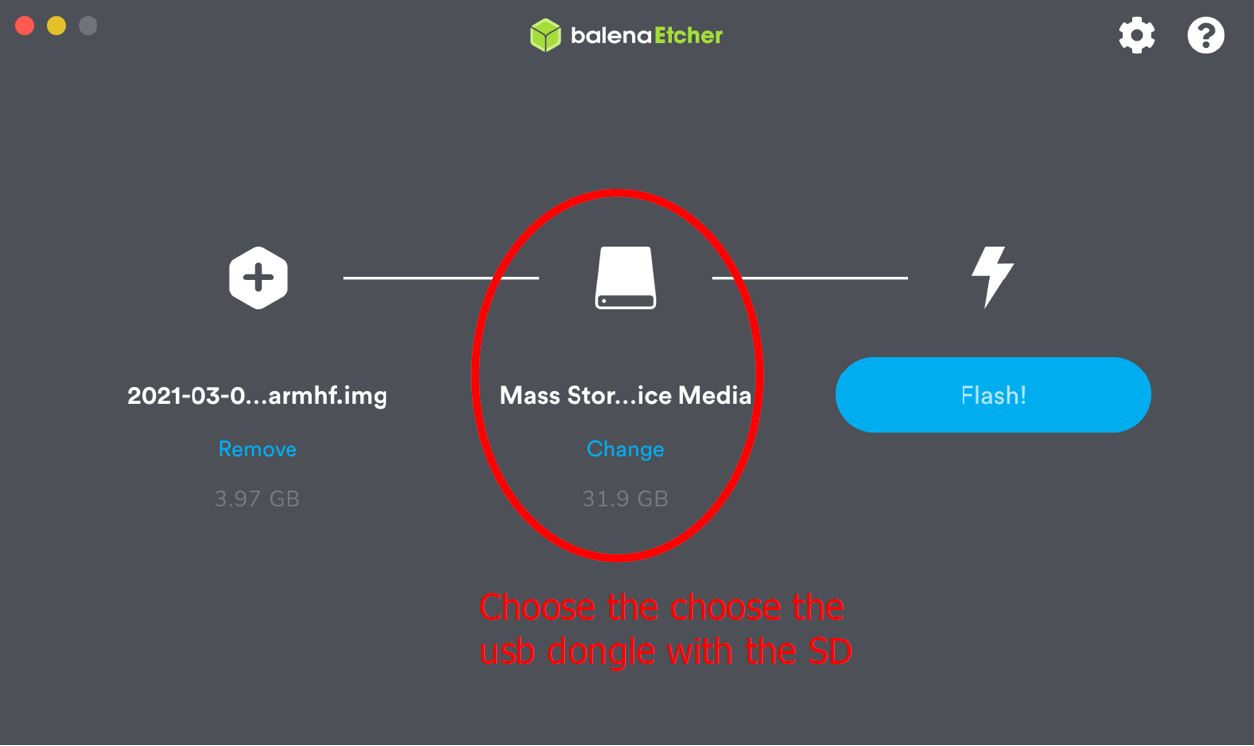 balenaEtcher
2021-03-0...armhf.img
Mass Stor...ice Media
Flash!
Remove
Change
3.97 GB
31.9 GB
Choose the choose the
usb dongle with the SD